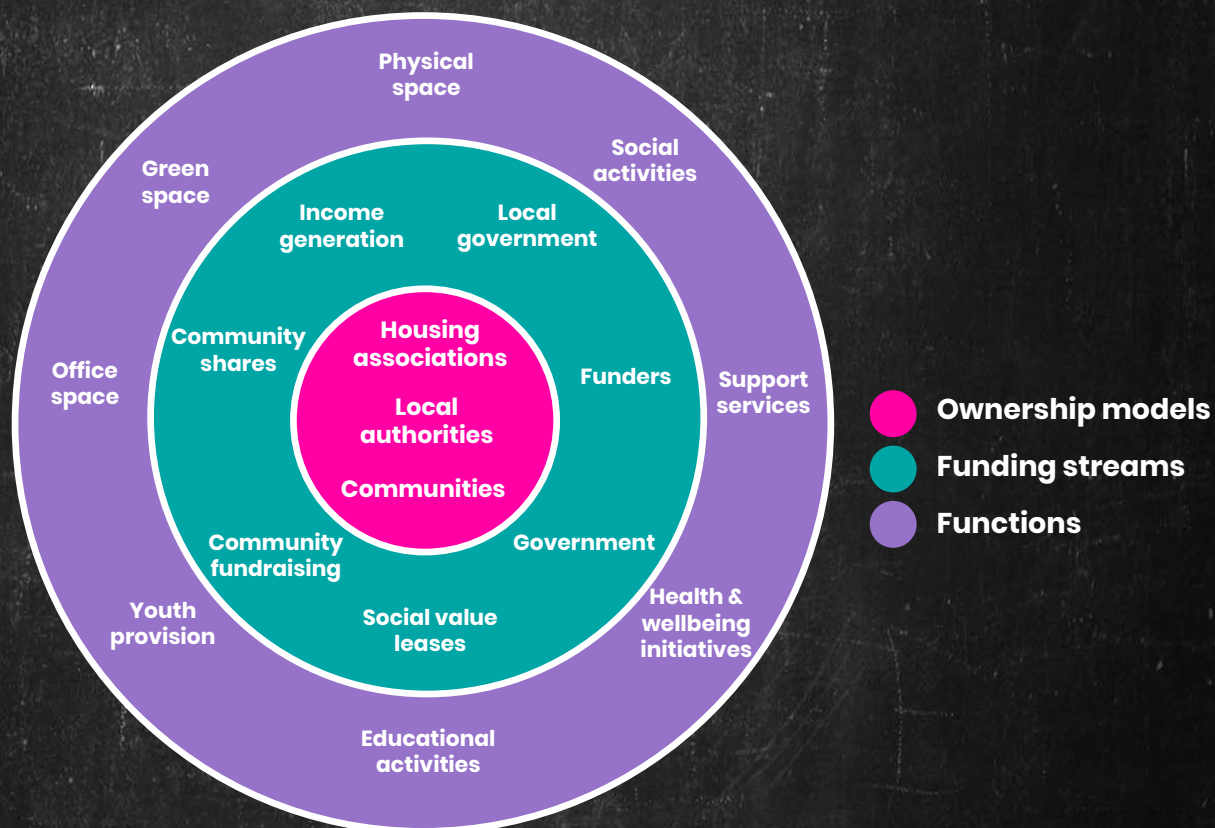 Physical
space
Social
activities
Green
space
Income
generation
Local
government
Housing
associations
Community
shares
Funders
Office
space
Support
services
Local
authorities
Communities
Community
fundraising
Government
Social value
leases
Youth
provision
Health &
wellbeing
initiatives
Educational
activities
Ownership models
Funding streams
Functions